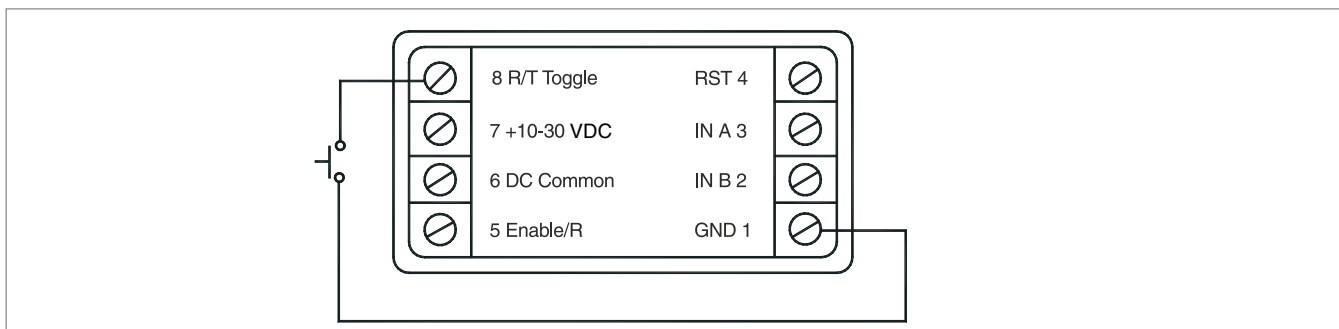 8 R/T Toggle RST 4
7 +10-30 VDC IN A 3
6 DC Common IN B 2
5 Enable/R GND 1